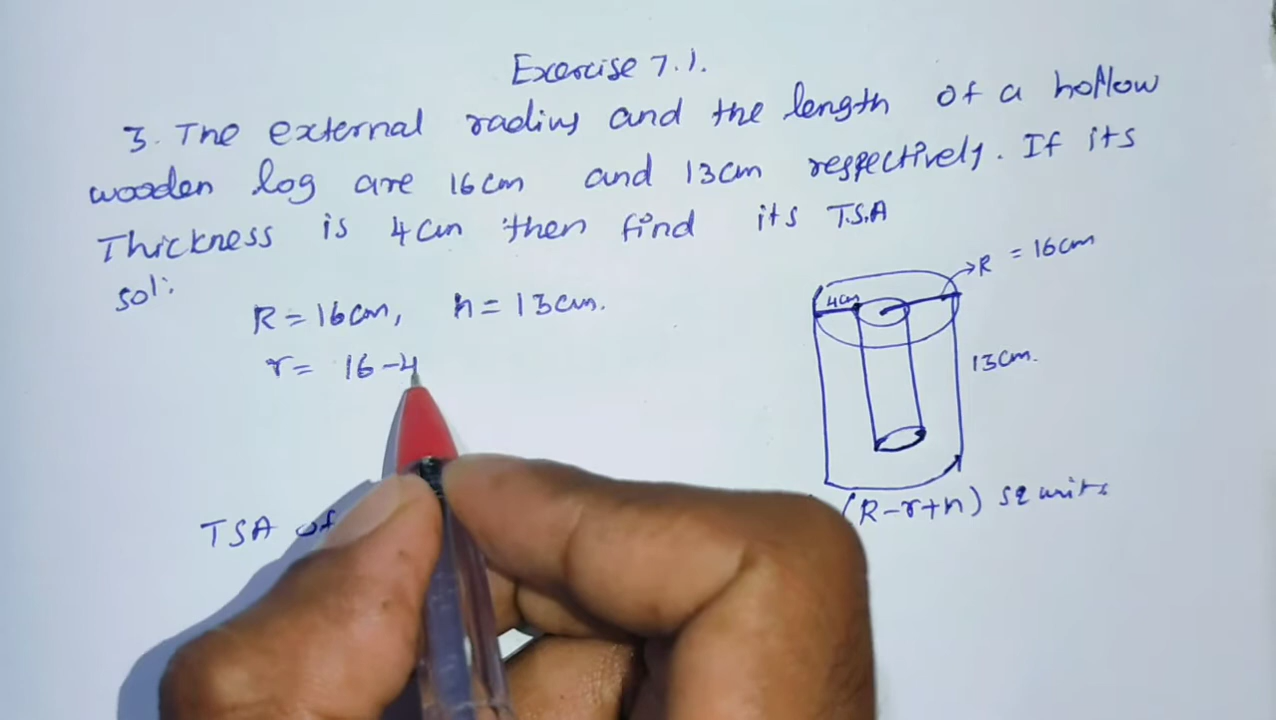 Exercise 7.1.
3. The external radius and the length of a hollow
wooden log are 16cm and 13cm respectively. If its
Thickness is 4cm then find its T.S.A
sol:
R = 16cm, h = 13cm.
r = 16-4
4cm
R = 16cm
13cm.
TSA of
(R-r+h) sq units